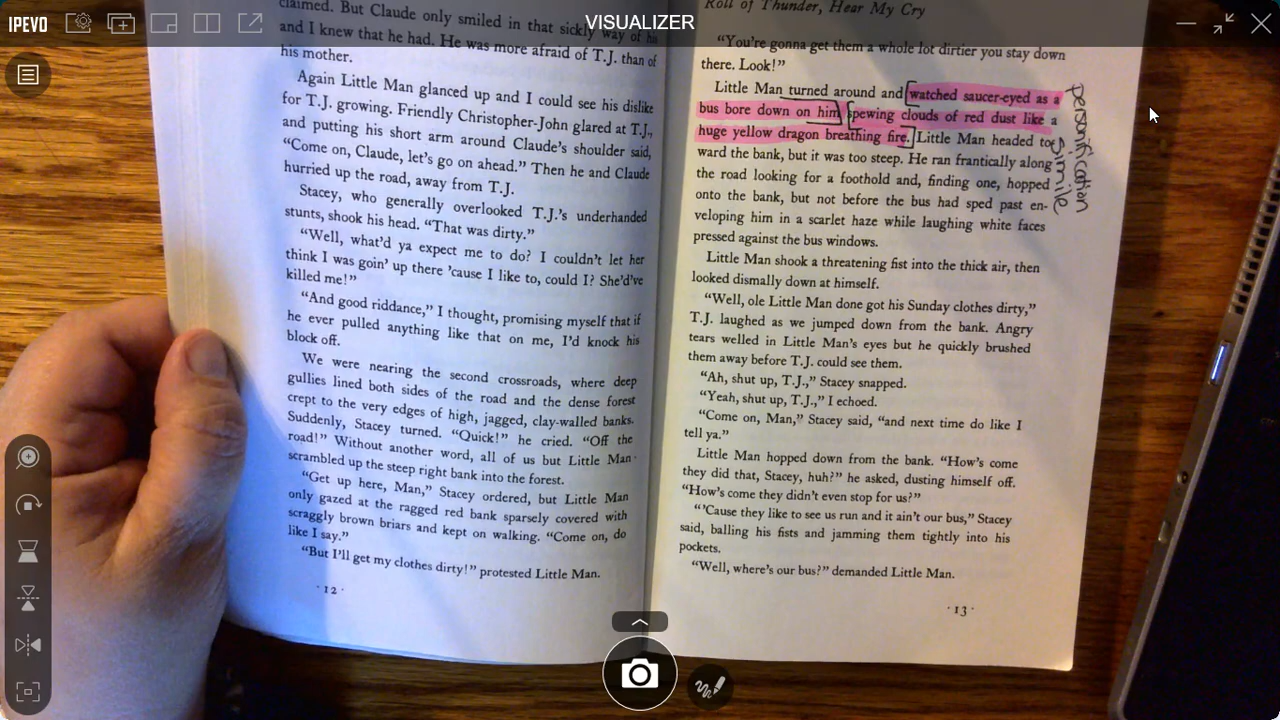 IPEVO
VISUALIZER
claimed. But Claude only smiled in that sickly way of his
and I knew that he had. He was more afraid of T.J. than of
his mother.
Again Little Man glanced up and I could see his dislike
for T.J. growing. Friendly Christopher-John glared at T.J.,
and putting his short arm around Claude's shoulder said,
“Come on, Claude, let's go on ahead.” Then he and Claude
hurried up the road, away from T.J.
Stacey, who generally overlooked T.J.'s underhanded
stunts, shook his head. “That was dirty.”
“Well, what'd ya expect me to do? I couldn't let her
think I was goin' up there 'cause I like to, could I? She'd've
killed me!”
“And good riddance,” I thought, promising myself that if
he ever pulled anything like that on me, I'd knock his
block off.
We were nearing the second crossroads, where deep
gullies lined both sides of the road and the dense forest
crept to the very edges of high, jagged, clay-walled banks.
Suddenly, Stacey turned. “Quick!” he cried. “Off the
road!” Without another word, all of us but Little Man
scrambled up the steep right bank into the forest.
“Get up here, Man,” Stacey ordered, but Little Man
only gazed at the ragged red bank sparsely covered with
scraggly brown briars and kept on walking. “Come on, do
like I say.”
“But I'll get my clothes dirty!” protested Little Man.
· 12 ·
Roll of Thunder, Hear My Cry
“You're gonna get them a whole lot dirtier you stay down
there. Look!”
Little Man turned around and watched saucer-eyed as a
bus bore down on him spewing clouds of red dust like a
huge yellow dragon breathing fire. Little Man headed to-
ward the bank, but it was too steep. He ran frantically along
the road looking for a foothold and, finding one, hopped
onto the bank, but not before the bus had sped past en-
veloping him in a scarlet haze while laughing white faces
pressed against the bus windows.
Little Man shook a threatening fist into the thick air, then
looked dismally down at himself.
“Well, ole Little Man done got his Sunday clothes dirty,”
T.J. laughed as we jumped down from the bank. Angry
tears welled in Little Man's eyes but he quickly brushed
them away before T.J. could see them.
“Ah, shut up, T.J.,” Stacey snapped.
“Yeah, shut up, T.J.,” I echoed.
“Come on, Man,” Stacey said, “and next time do like I
tell ya.”
Little Man hopped down from the bank. “How's come
they did that, Stacey, huh?” he asked, dusting himself off.
“How's come they didn't even stop for us?”
“'Cause they like to see us run and it ain't our bus,” Stacey
said, balling his fists and jamming them tightly into his
pockets.
“Well, where's our bus?” demanded Little Man.
· 13 ·
personification
simile